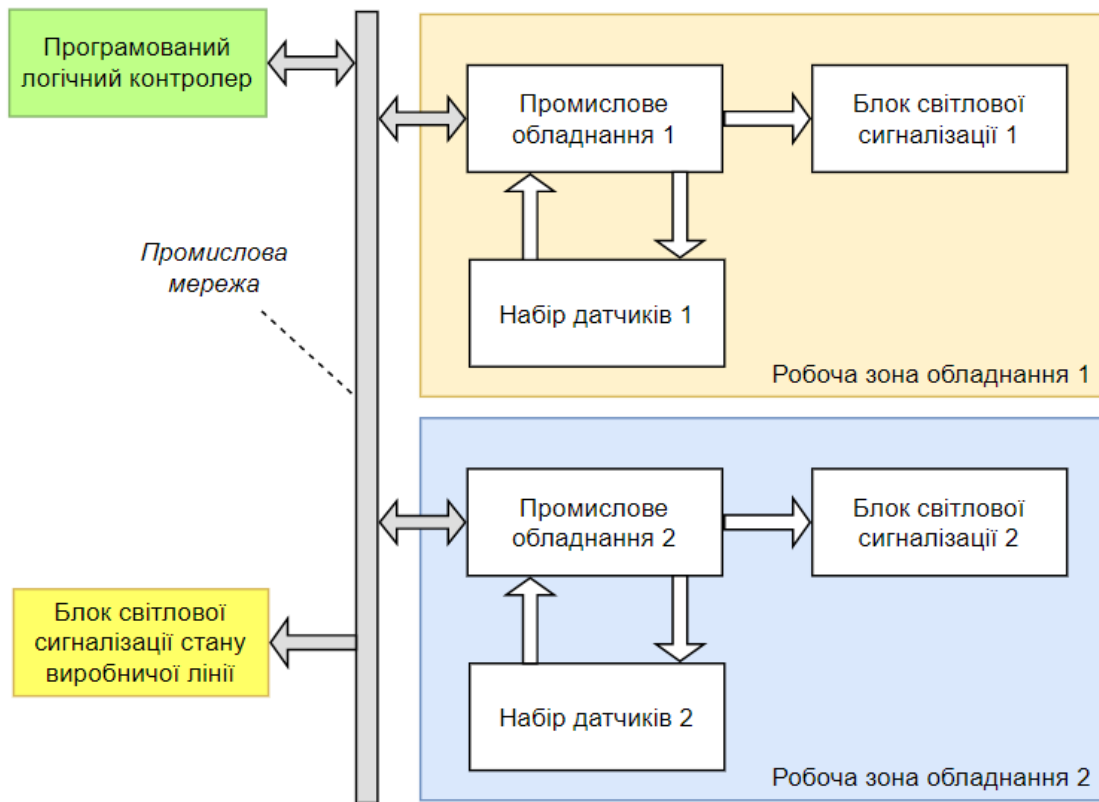 Програмований
логічний контролер
Промислове
обладнання 1
Блок світлової
сигналізації 1
Промислова
мережа
Набір датчиків 1
Робоча зона обладнання 1
Промислове
обладнання 2
Блок світлової
сигналізації 2
Блок світлової
сигналізації стану
виробничої лінії
Набір датчиків 2
Робоча зона обладнання 2